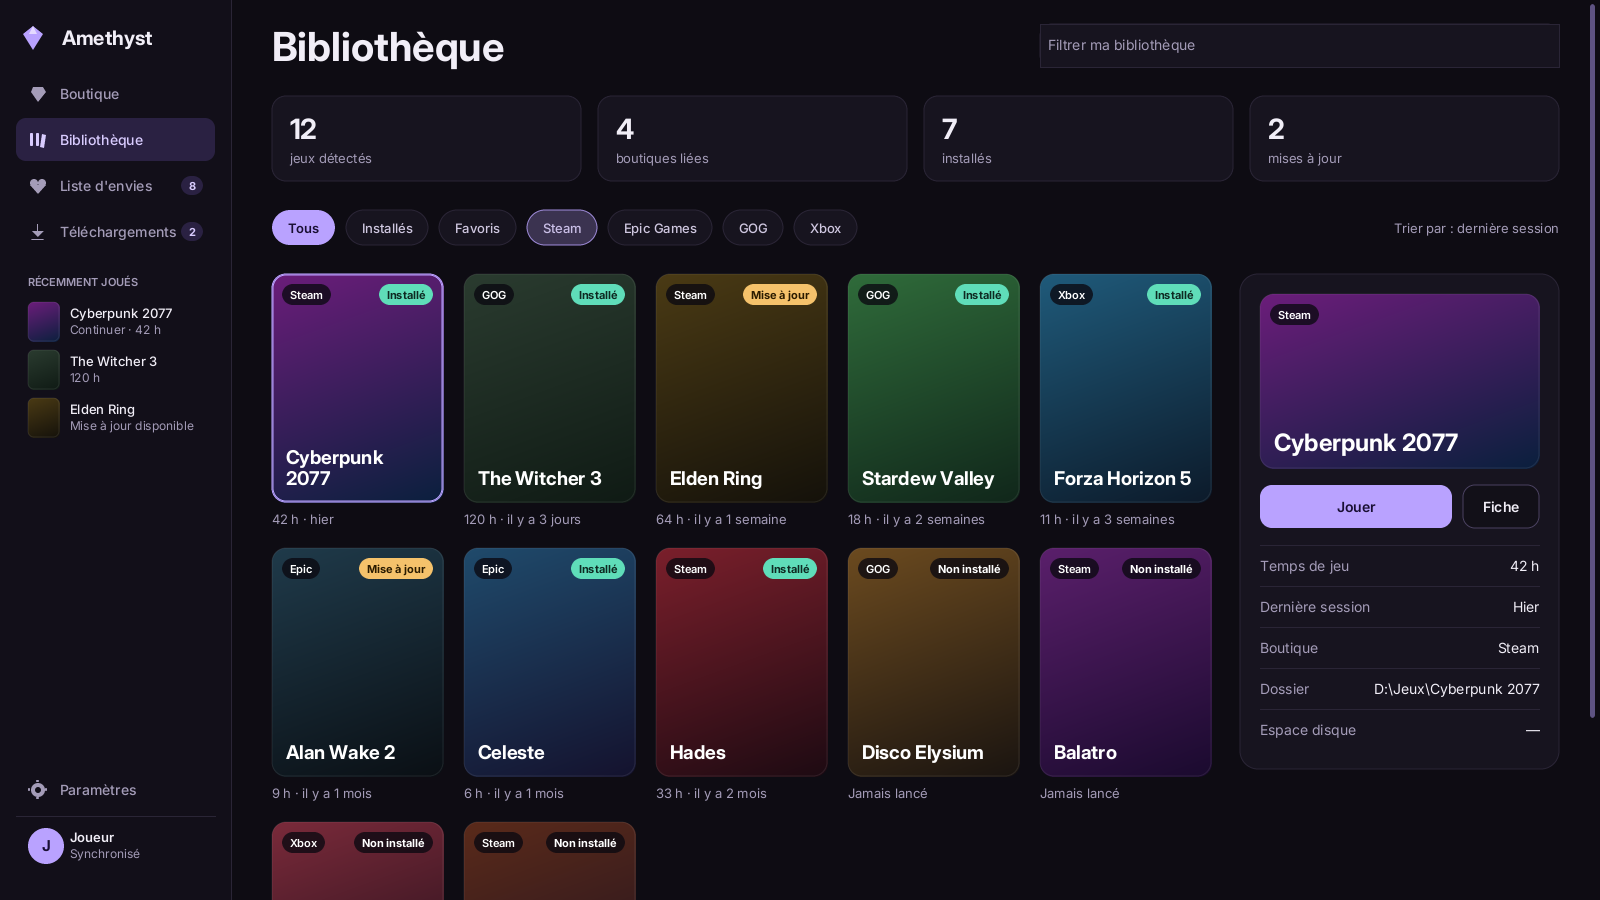 Amethyst
Boutique
Bibliothèque
Liste d'envies 8
Téléchargements 2
RÉCEMMENT JOUÉS
Cyberpunk 2077
Continuer · 42 h
The Witcher 3
120 h
Elden Ring
Mise à jour disponible
Paramètres
J
Joueur
Synchronisé
Bibliothèque
Filtrer ma bibliothèque
12
jeux détectés
4
boutiques liées
7
installés
2
mises à jour
Tous Installés Favoris Steam Epic Games GOG Xbox
Trier par : dernière session
Steam Installé
Cyberpunk
2077
42 h · hier
GOG Installé
The Witcher 3
120 h · il y a 3 jours
Steam Mise à jour
Elden Ring
64 h · il y a 1 semaine
GOG Installé
Stardew Valley
18 h · il y a 2 semaines
Xbox Installé
Forza Horizon 5
11 h · il y a 3 semaines
Epic Mise à jour
Alan Wake 2
9 h · il y a 1 mois
Epic Installé
Celeste
6 h · il y a 1 mois
Steam Installé
Hades
33 h · il y a 2 mois
GOG Non installé
Disco Elysium
Jamais lancé
Steam Non installé
Balatro
Jamais lancé
Xbox Non installé
Steam Non installé
Steam
Cyberpunk 2077
Jouer Fiche
Temps de jeu 42 h
Dernière session Hier
Boutique Steam
Dossier D:\Jeux\Cyberpunk 2077
Espace disque —